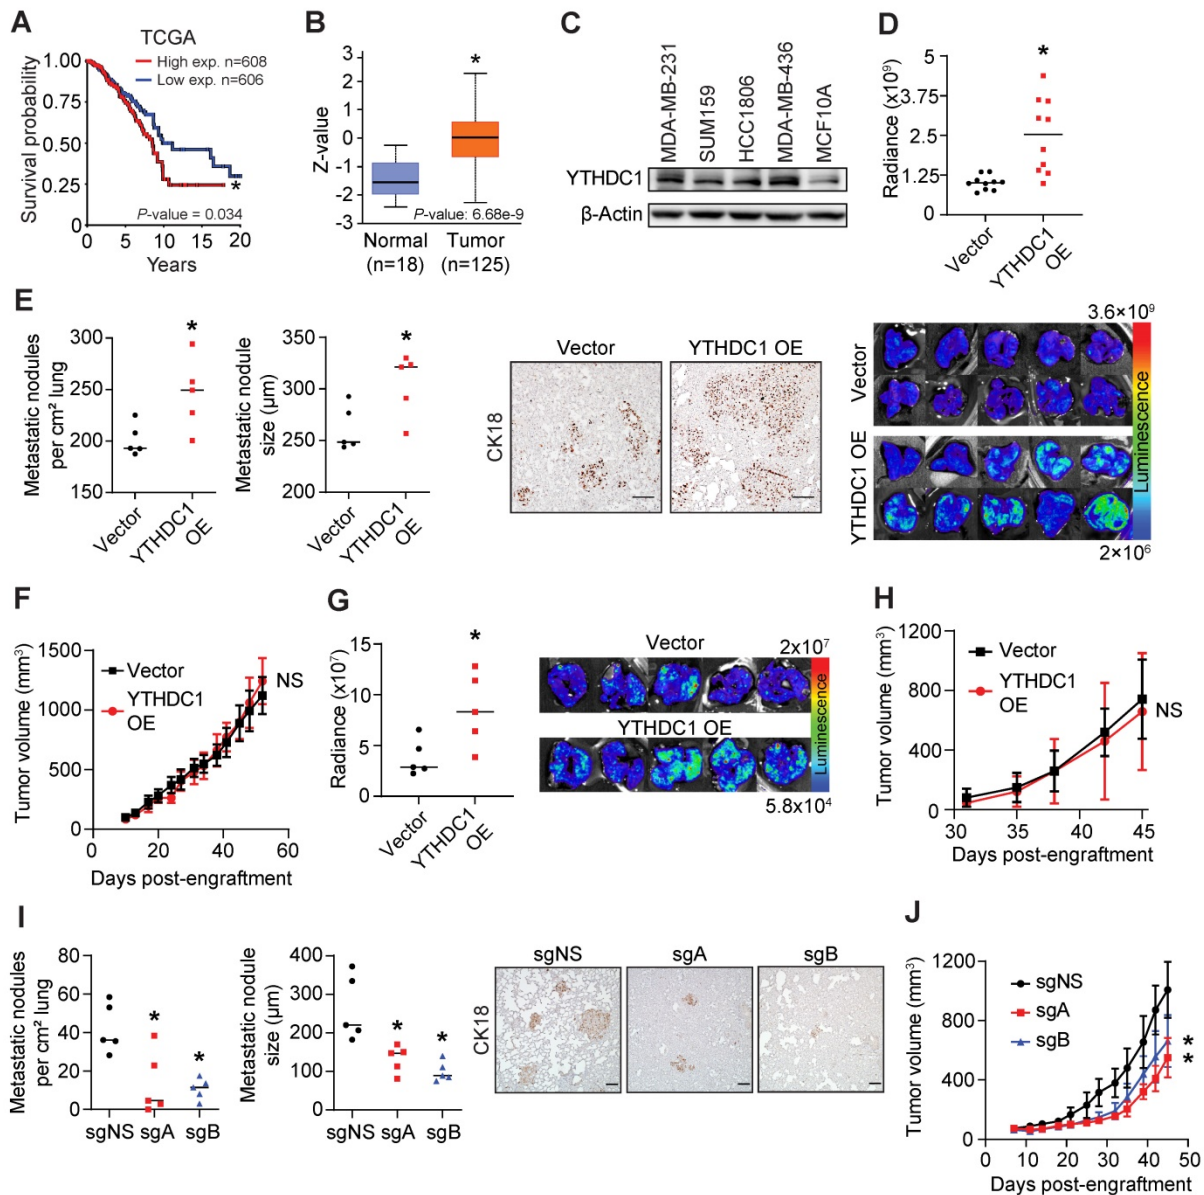 A
TCGA
High exp. n=608
Low exp. n=606
Survival probability
1.00
0.75
0.50
0.25
*
P-value = 0.034
0 5 10 15 20
Years
B
Z-value
3
2
1
0
-1
-2
-3
*
P-value: 6.68e-9
Normal
(n=18)
Tumor
(n=125)
C
MDA-MB-231
SUM159
HCC1806
MDA-MB-436
MCF10A
YTHDC1
β-Actin
D
Radiance (x10⁹)
5
3.75
2.5
1.25
0
*
Vector
YTHDC1
OE
E
Metastatic nodules
per cm² lung
300
250
200
150
*
Vector
YTHDC1
OE
Metastatic nodule
size (µm)
350
300
250
200
*
Vector
YTHDC1
OE
Vector
YTHDC1 OE
CK18
Vector
YTHDC1 OE
3.6×10⁹
Luminescence
2×10⁶
F
Tumor volume (mm³)
1500
1000
500
0
Vector
YTHDC1
OE
NS
0 20 40 60
Days post-engraftment
G
Radiance (x10⁷)
15
10
5
0
*
Vector
YTHDC1
OE
Vector
YTHDC1 OE
2x10⁷
Luminescence
5.8x10⁴
H
Tumor volume (mm³)
1200
800
400
0
Vector
YTHDC1
OE
NS
30 35 40 45
Days post-engraftment
I
Metastatic nodules
per cm² lung
80
60
40
20
0
*
*
sgNS sgA sgB
Metastatic nodule
size (µm)
400
300
200
100
0
*
*
sgNS sgA sgB
sgNS
sgA
sgB
CK18
J
Tumor volume (mm³)
1200
800
400
0
sgNS
sgA
sgB
*
*
0 10 20 30 40 50
Days post-engraftment